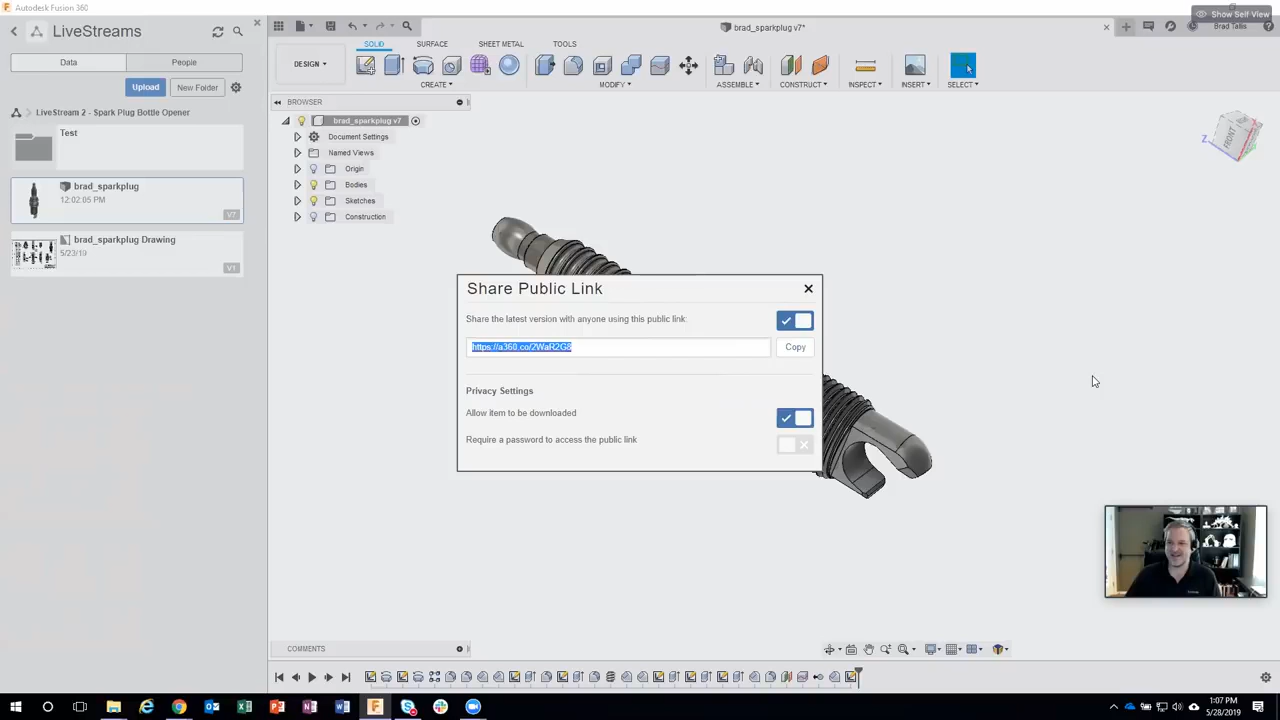 Autodesk Fusion 360
Show Self View
LiveStreams
brad_sparkplug v7*
Brad Tallis
Data
People
SOLID
SURFACE
SHEET METAL
TOOLS
DESIGN
Upload
New Folder
CREATE
MODIFY
ASSEMBLE
CONSTRUCT
INSPECT
INSERT
SELECT
LiveStream 2 - Spark Plug Bottle Opener
BROWSER
brad_sparkplug v7
Test
Document Settings
Named Views
Origin
Bodies
Sketches
Construction
brad_sparkplug
12:02:05 PM
V7
brad_sparkplug Drawing
5/23/19
V1
FRONT
Z
Share Public Link
Share the latest version with anyone using this public link:
https://a360.co/2WaR2G8
Copy
Privacy Settings
Allow item to be downloaded
Require a password to access the public link
COMMENTS
1:07 PM
5/28/2019